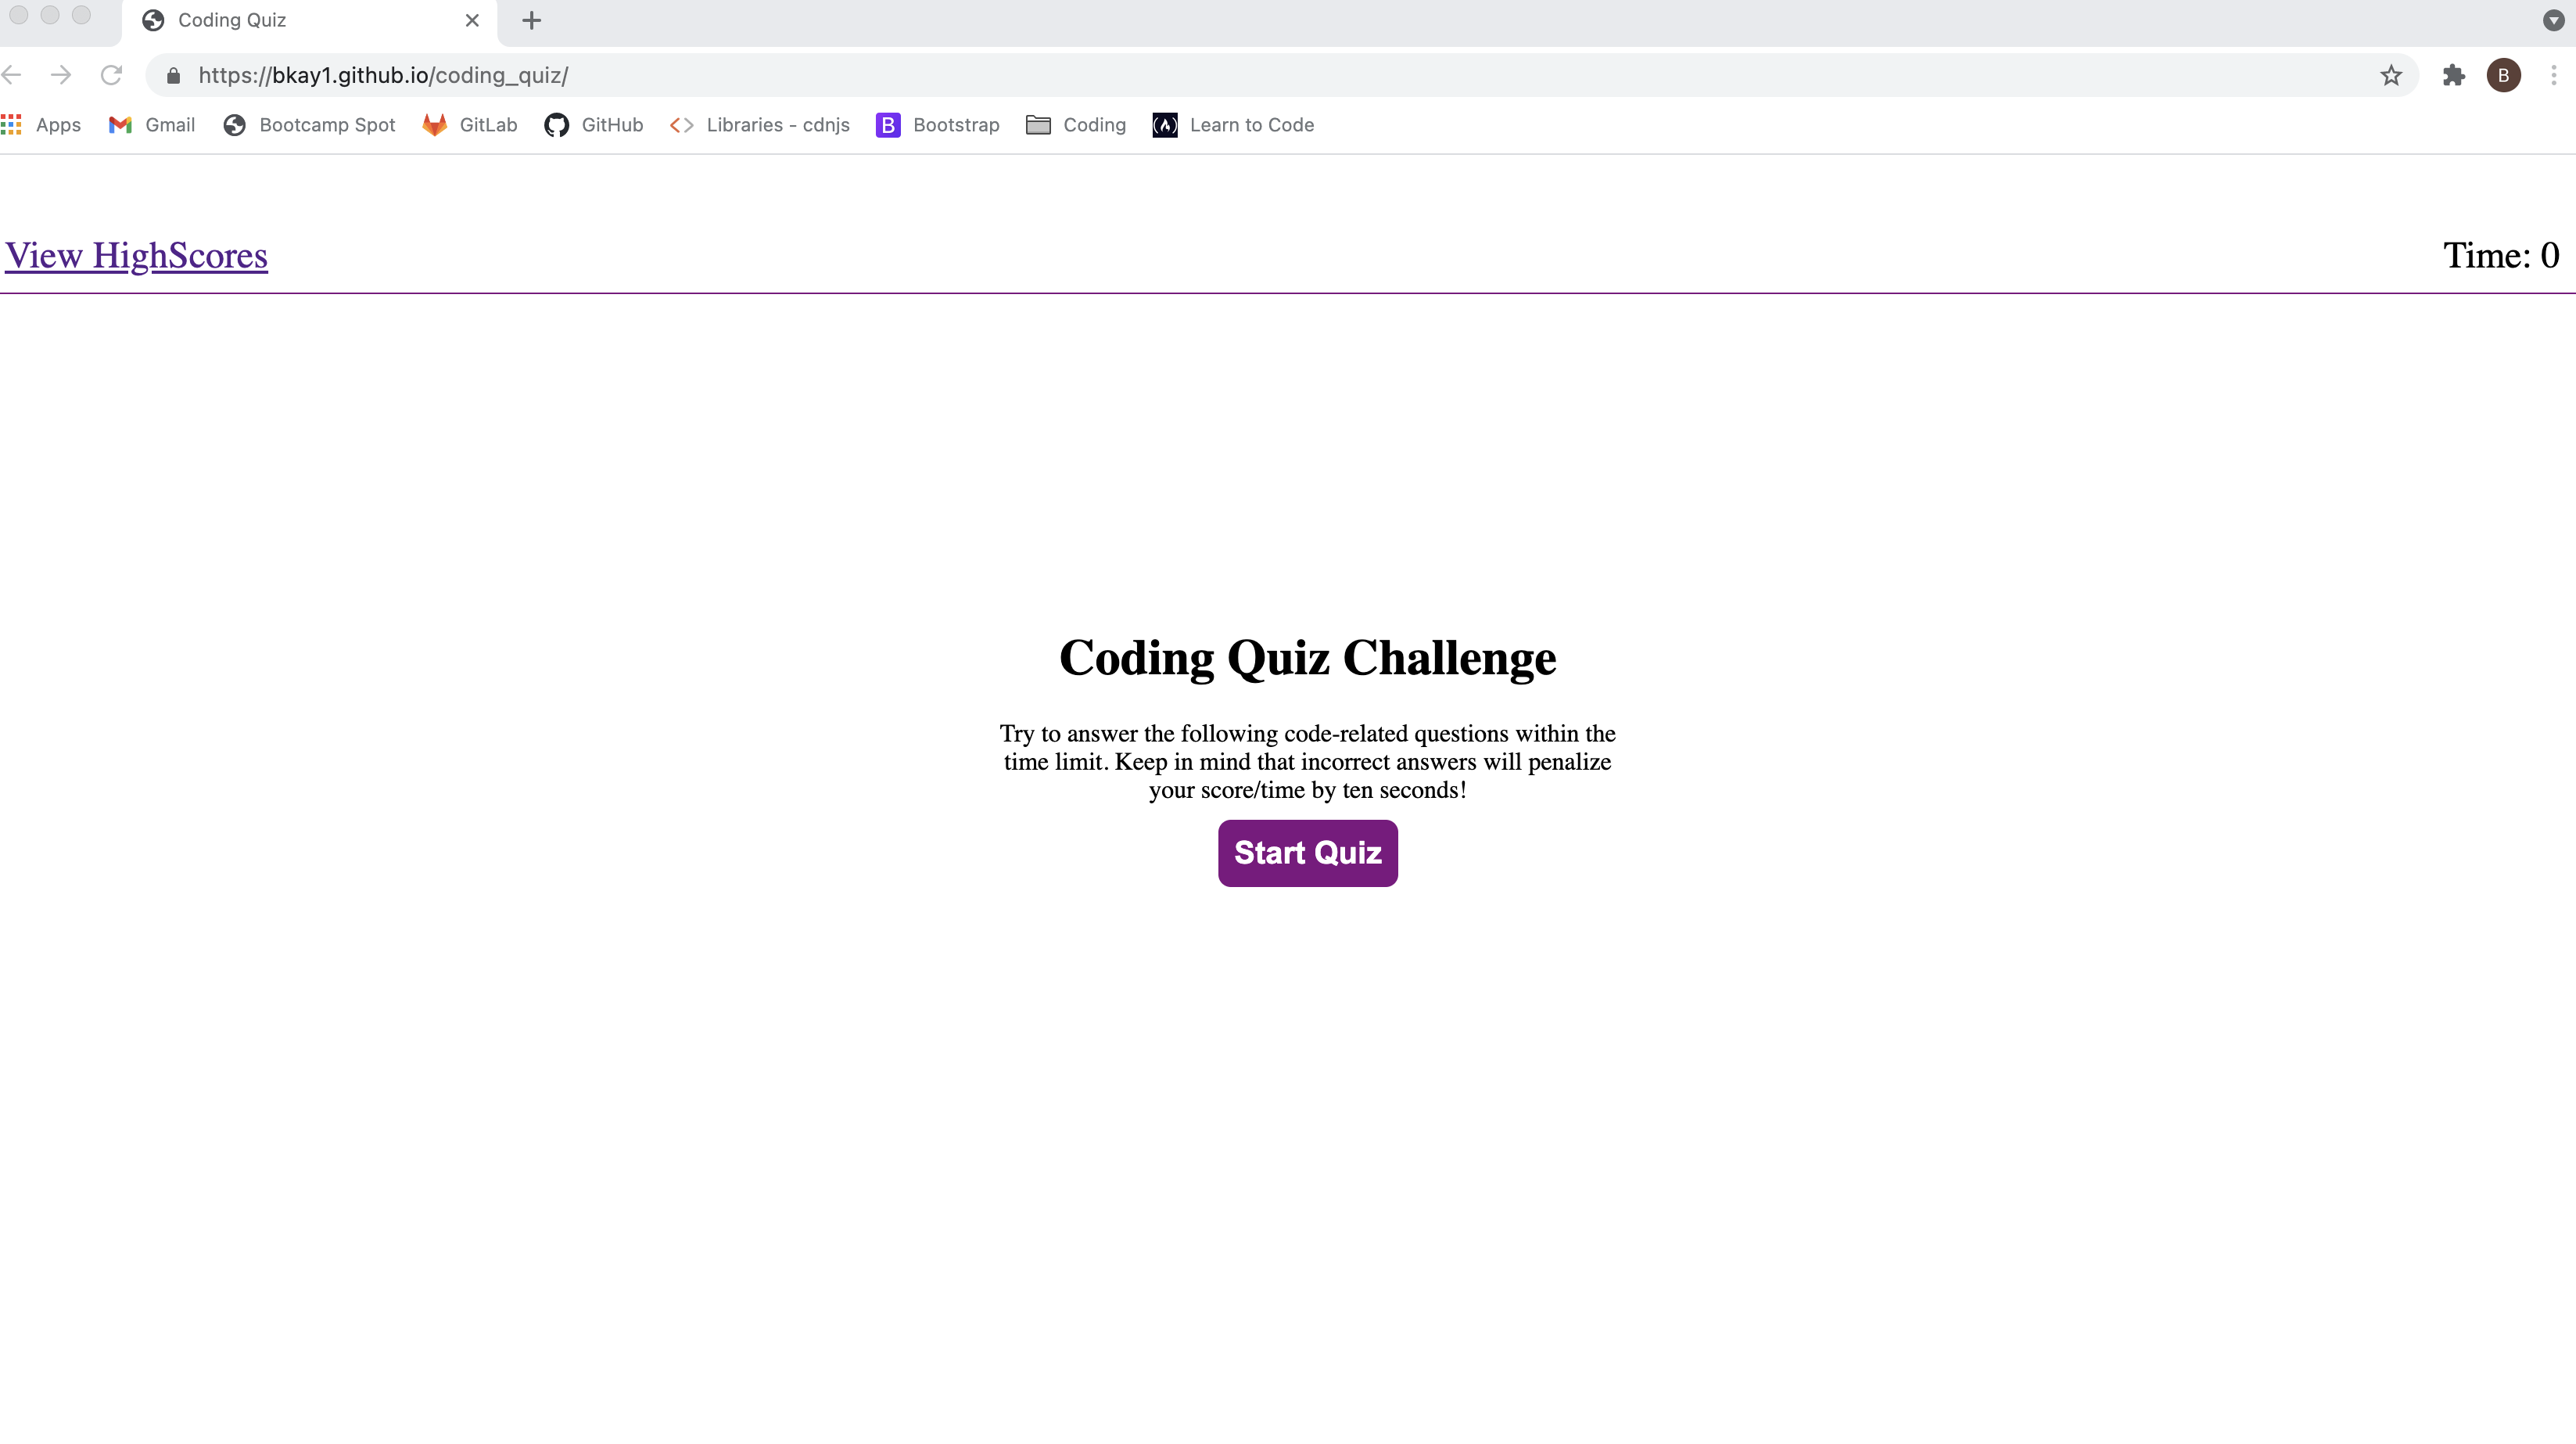 Coding Quiz
https://bkay1.github.io/coding_quiz/
B
Apps Gmail Bootcamp Spot GitLab GitHub Libraries - cdnjs B Bootstrap Coding Learn to Code
View HighScores Time: 0
Coding Quiz Challenge
Try to answer the following code-related questions within the
time limit. Keep in mind that incorrect answers will penalize
your score/time by ten seconds!
Start Quiz